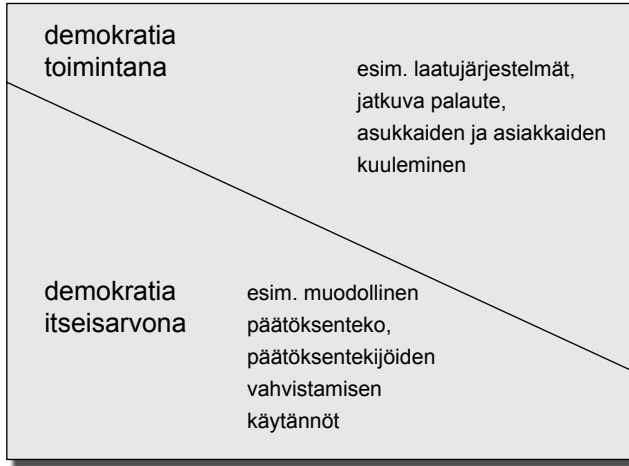 demokratia
toimintana
esim. laatujärjestelmät,
jatkuva palaute,
asukkaiden ja asiakkaiden
kuuleminen
demokratia
itseisarvona
esim. muodollinen
päätöksenteko,
päätöksentekijöiden
vahvistamisen
käytännöt